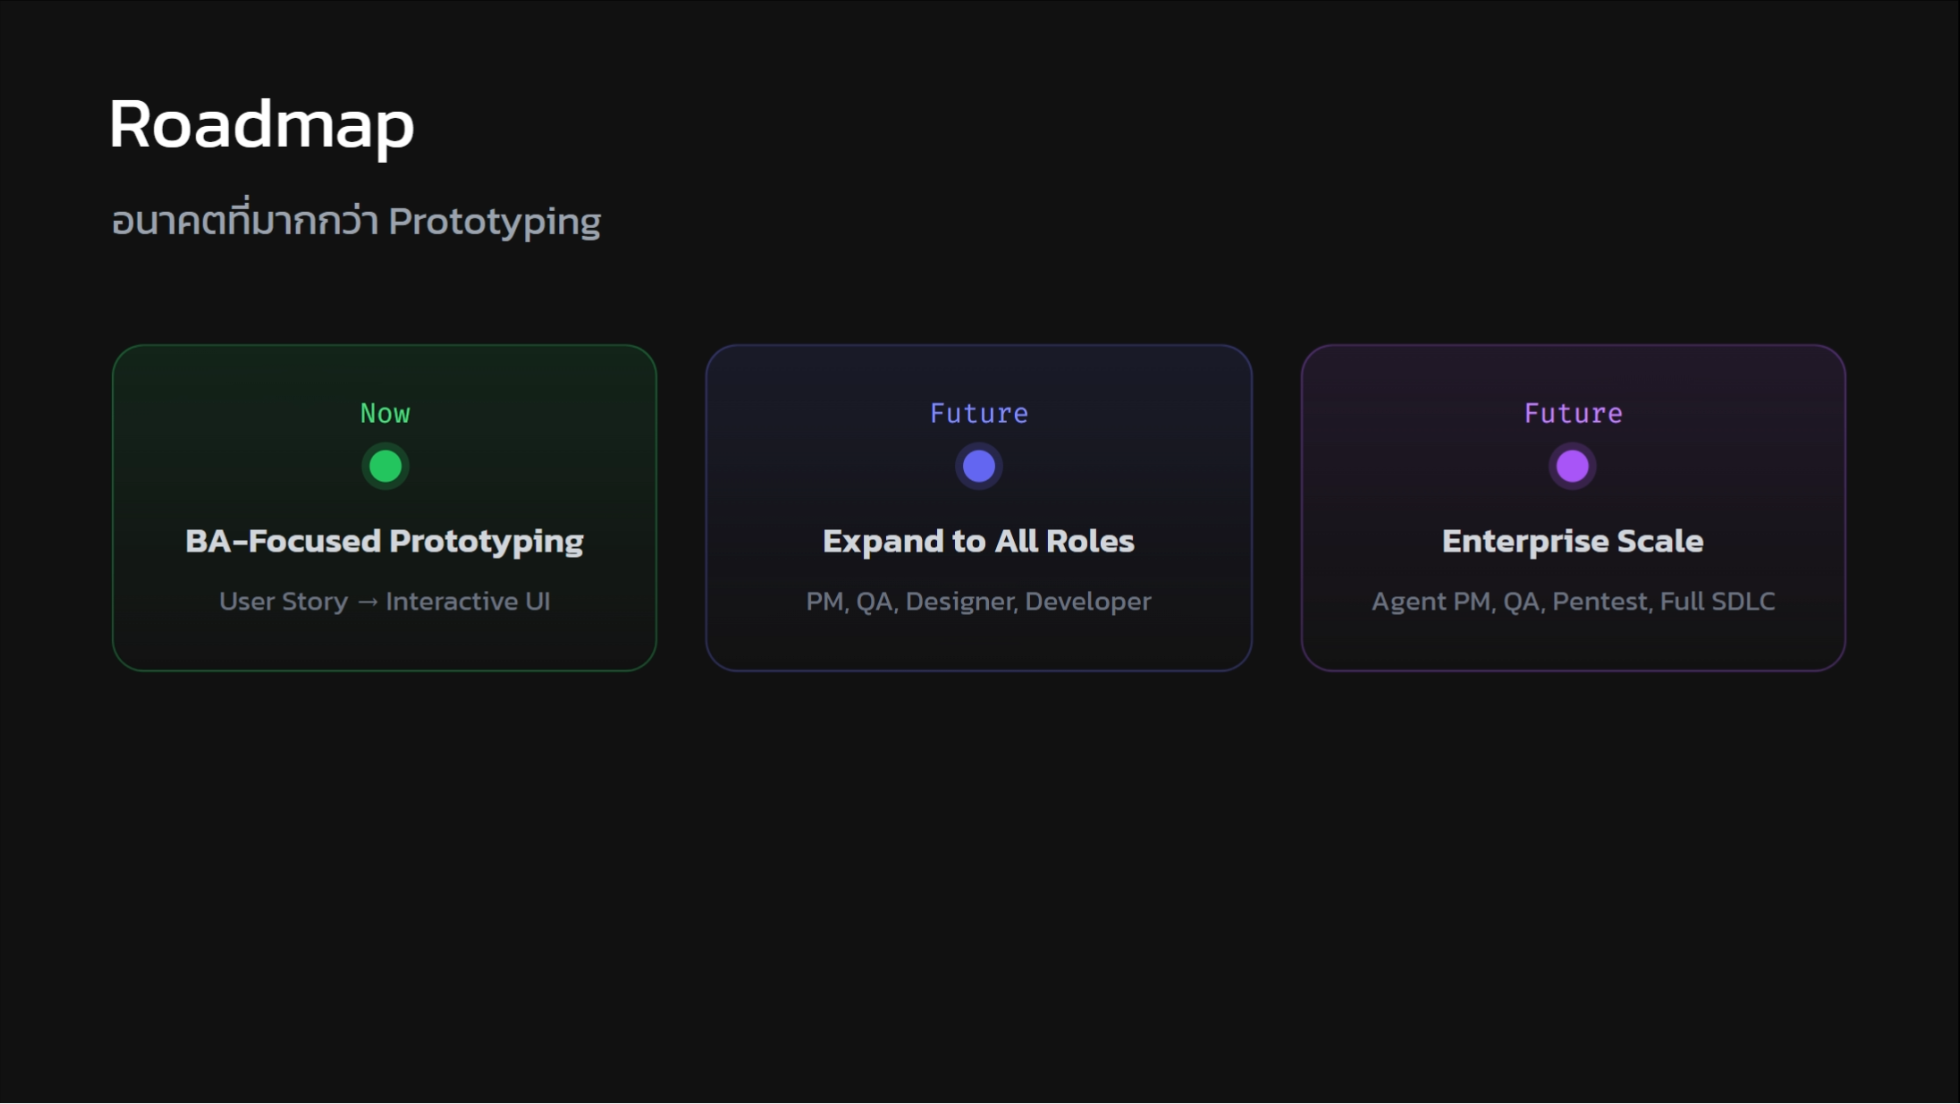 Roadmap
อนาคตที่มากกว่า Prototyping
Now
BA-Focused Prototyping
User Story → Interactive UI
Future
Expand to All Roles
PM, QA, Designer, Developer
Future
Enterprise Scale
Agent PM, QA, Pentest, Full SDLC